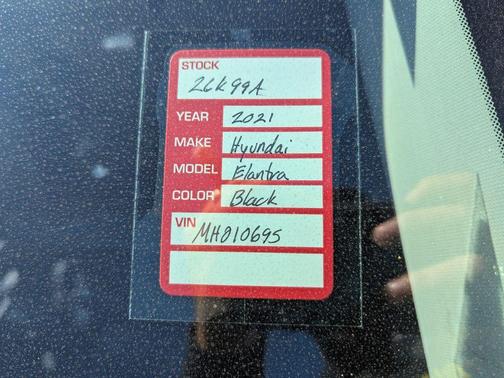 STOCK
26K99A
YEAR 2021
MAKE Hyundai
MODEL Elantra
COLOR Black
VIN MH010695